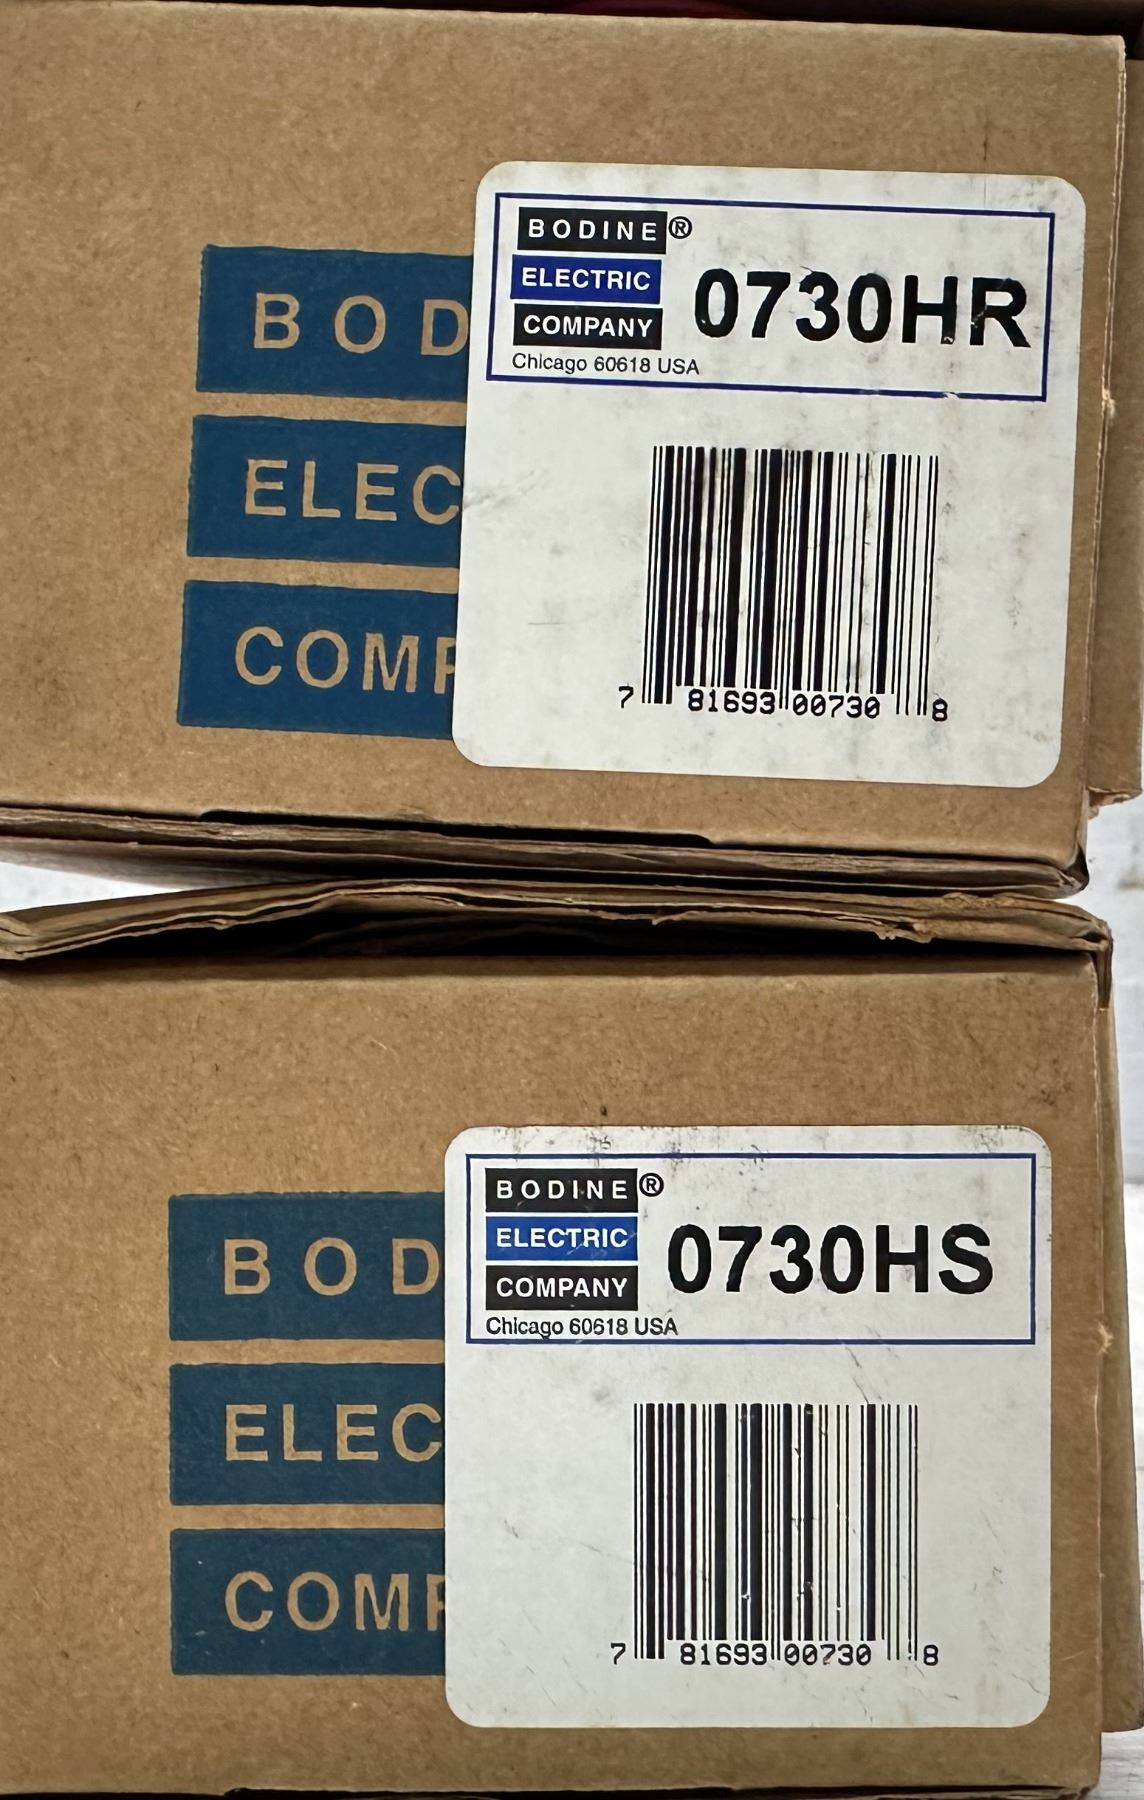 BOD
ELEC
COMP
BODINE®
ELECTRIC
COMPANY
Chicago 60618 USA
0730HR
7 81693 00730 8
BOD
ELEC
COMP
BODINE®
ELECTRIC
COMPANY
Chicago 60618 USA
0730HS
7 81693 00730 8